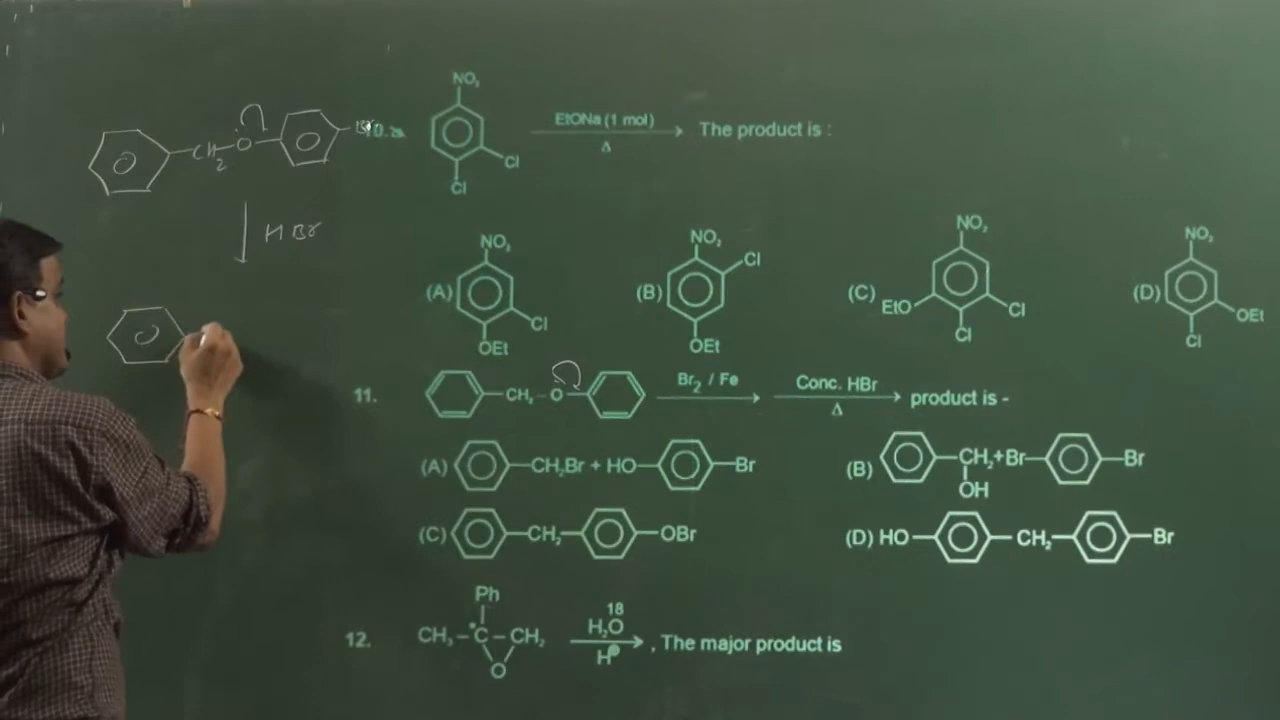 CH₂ O Br
HBr
10. NO₂ Cl Cl EtONa (1 mol) Δ The product is :
(A) NO₂ Cl OEt (B) NO₂ Cl OEt (C) NO₂ EtO Cl Cl (D) NO₂ OEt Cl
11. CH₂ – O Br₂ / Fe Conc. HBr Δ product is -
(A) CH₂Br + HO Br (B) CH₂ + Br Br OH
(C) CH₂ OBr (D) HO CH₂ Br
12. Ph CH₃ – *C – CH₂ O H₂O 18 H⊕ , The major product is